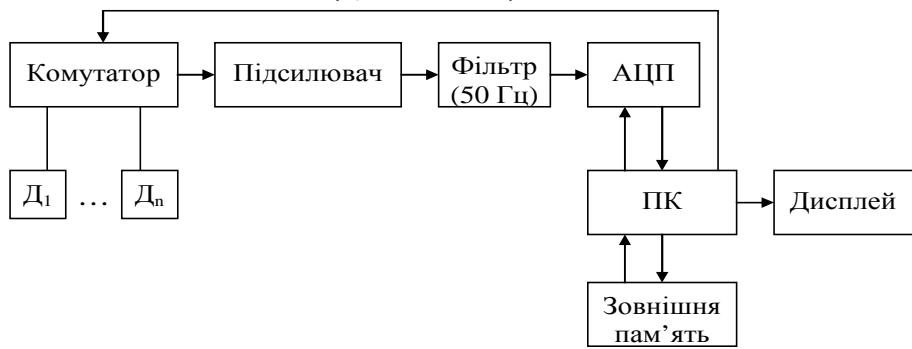 Комутатор
Підсилювач
Фільтр
(50 Гц)
АЦП
Д1 … Дn
ПК
Дисплей
Зовнішня
пам’ять